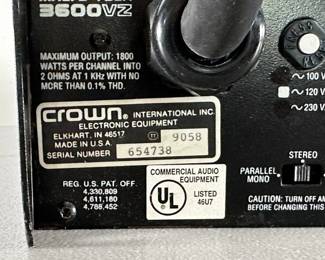 3600VZ
MAXIMUM OUTPUT: 1800
WATTS PER CHANNEL INTO
2 OHMS AT 1 KHz WITH NO
MORE THAN 0.1% THD.
crown® INTERNATIONAL INC.
ELECTRONIC EQUIPMENT
ELKHART, IN 46517
9058
MADE IN U.S.A.
SERIAL NUMBER 654738
REG. U.S. PAT. OFF.
4,330,809
4,611,180
4,788,452
COMMERCIAL AUDIO
EQUIPMENT
UL
LISTED
46U7
~ 100 V
~ 120 V
~ 230 V
STEREO
PARALLEL
MONO
CAUTION: TURN OFF AM
BEFORE CHANGING THIS